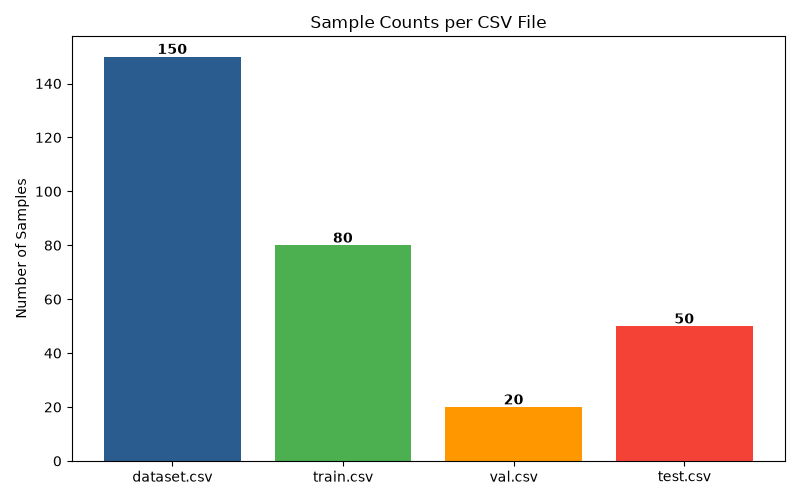 Sample Counts per CSV File
Number of Samples
140
120
100
80
60
40
20
0
150
80
20
50
dataset.csv
train.csv
val.csv
test.csv